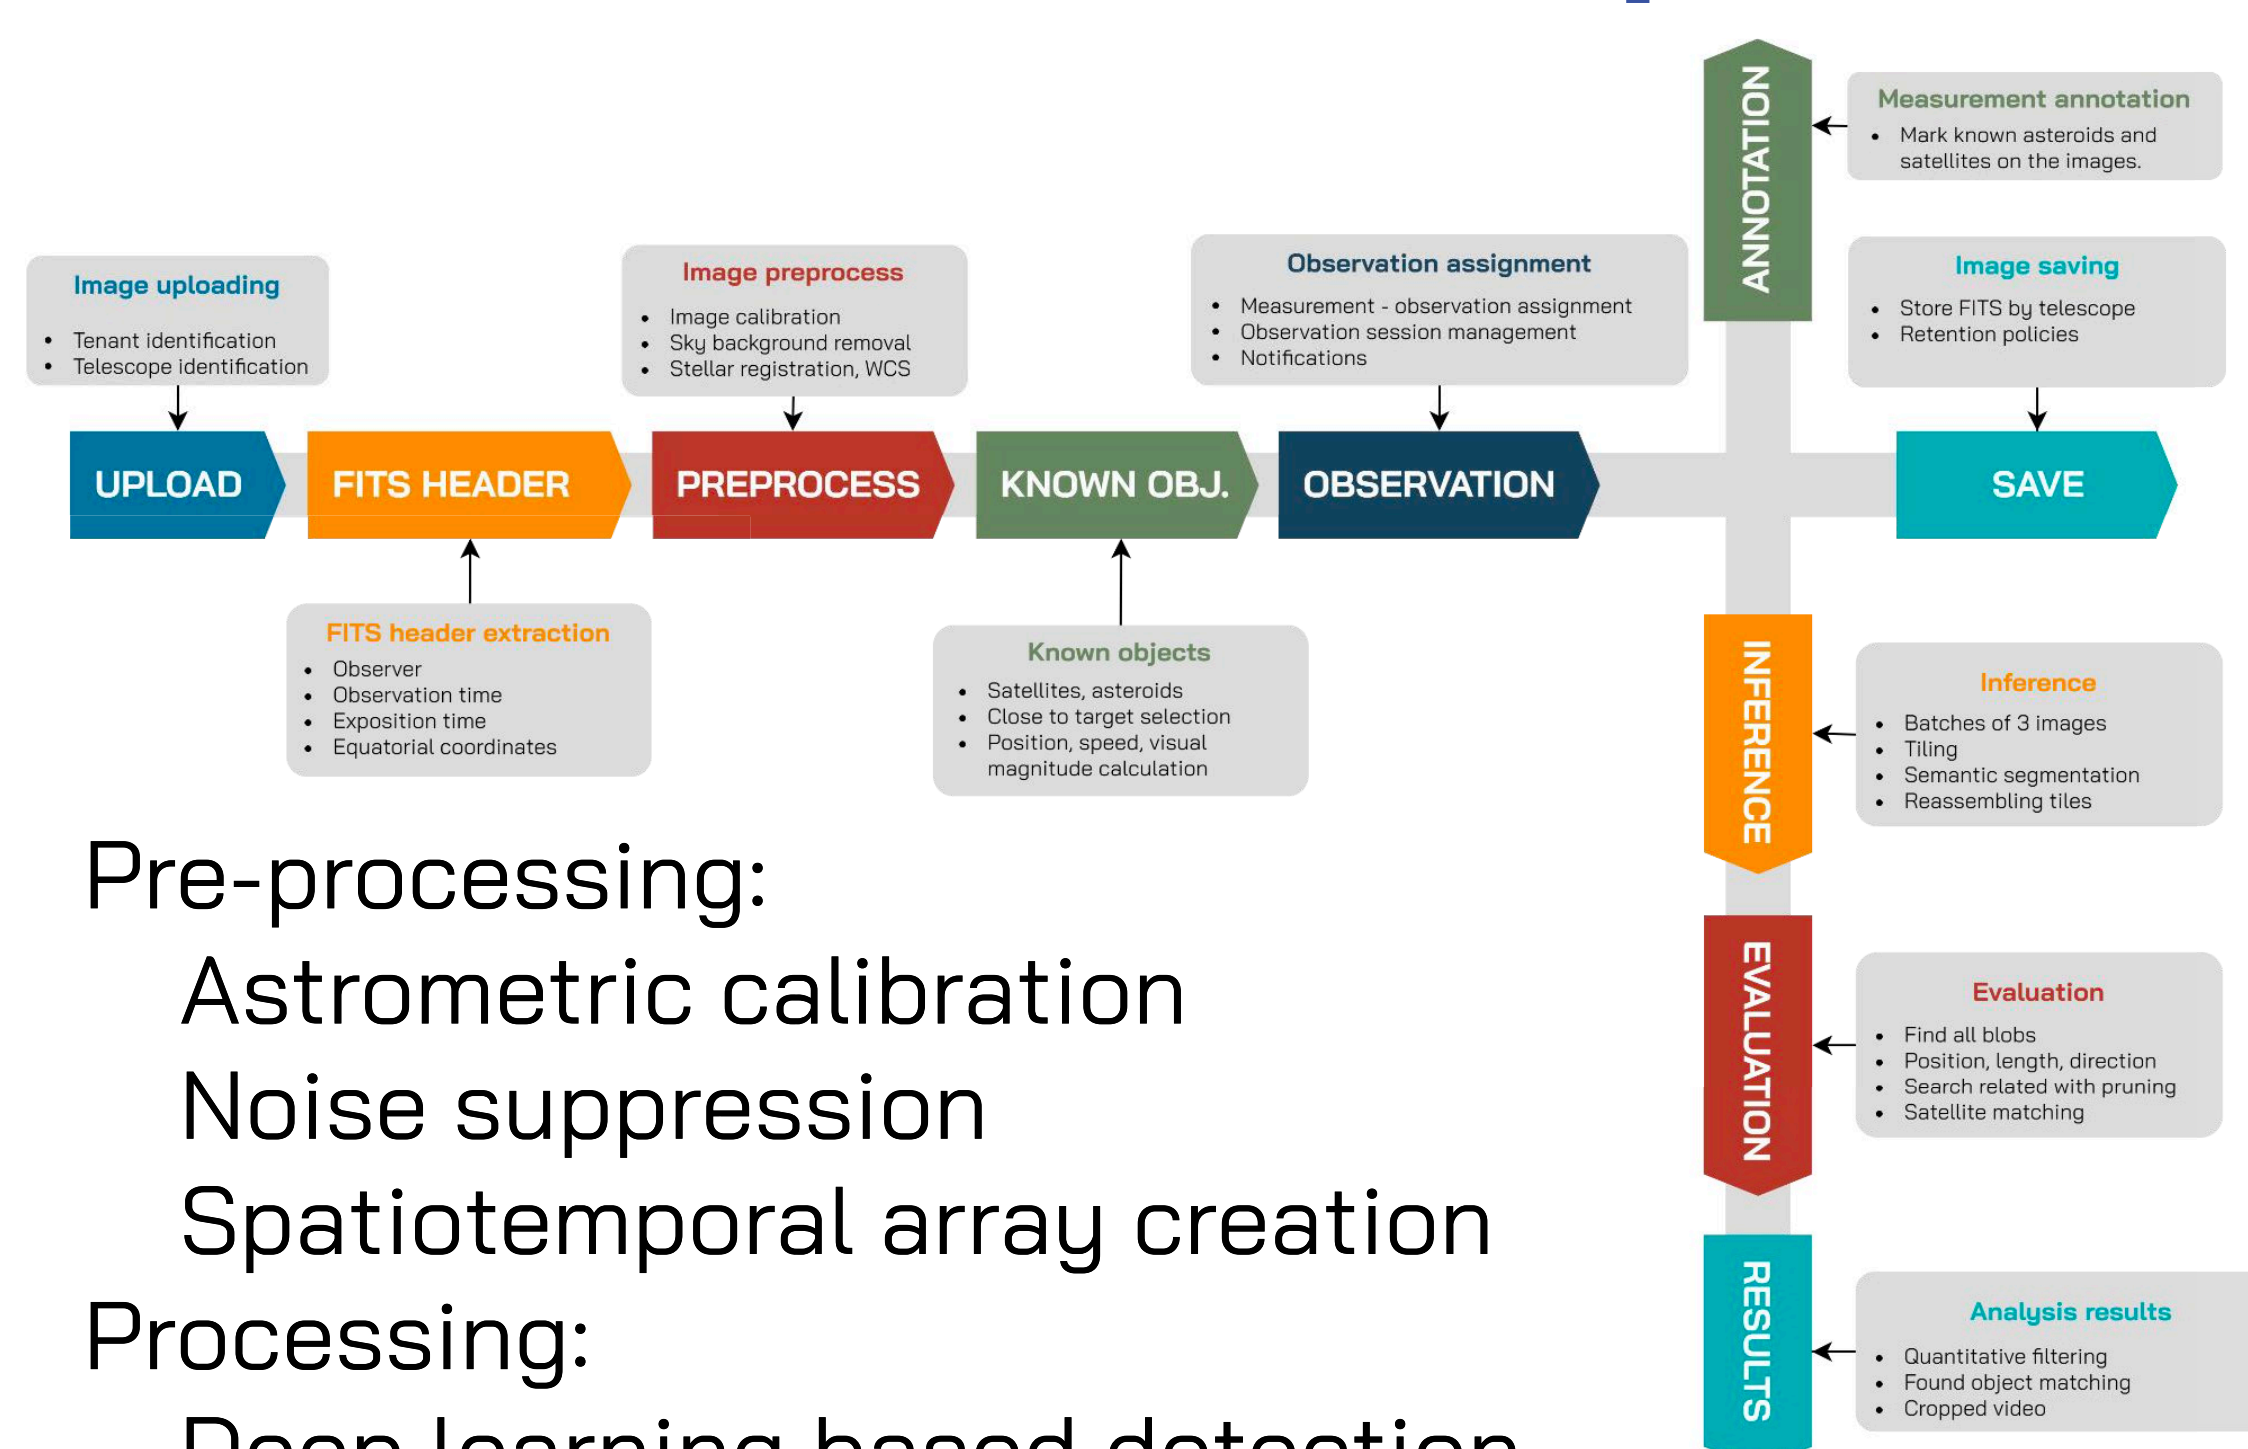 ANNOTATION
Measurement annotation
• Mark known asteroids and
satellites on the images.
Image uploading
• Tenant identification
• Telescope identification
Image preprocess
• Image calibration
• Sky background removal
• Stellar registration, WCS
Observation assignment
• Measurement - observation assignment
• Observation session management
• Notifications
Image saving
• Store FITS by telescope
• Retention policies
UPLOAD
FITS HEADER
PREPROCESS
KNOWN OBJ.
OBSERVATION
SAVE
FITS header extraction
• Observer
• Observation time
• Exposition time
• Equatorial coordinates
Known objects
• Satellites, asteroids
• Close to target selection
• Position, speed, visual
magnitude calculation
INFERENCE
Inference
• Batches of 3 images
• Tiling
• Semantic segmentation
• Reassembling tiles
EVALUATION
Evaluation
• Find all blobs
• Position, length, direction
• Search related with pruning
• Satellite matching
RESULTS
Analysis results
• Quantitative filtering
• Found object matching
• Cropped video
Pre-processing:
Astrometric calibration
Noise suppression
Spatiotemporal array creation
Processing:
Deep learning based detection